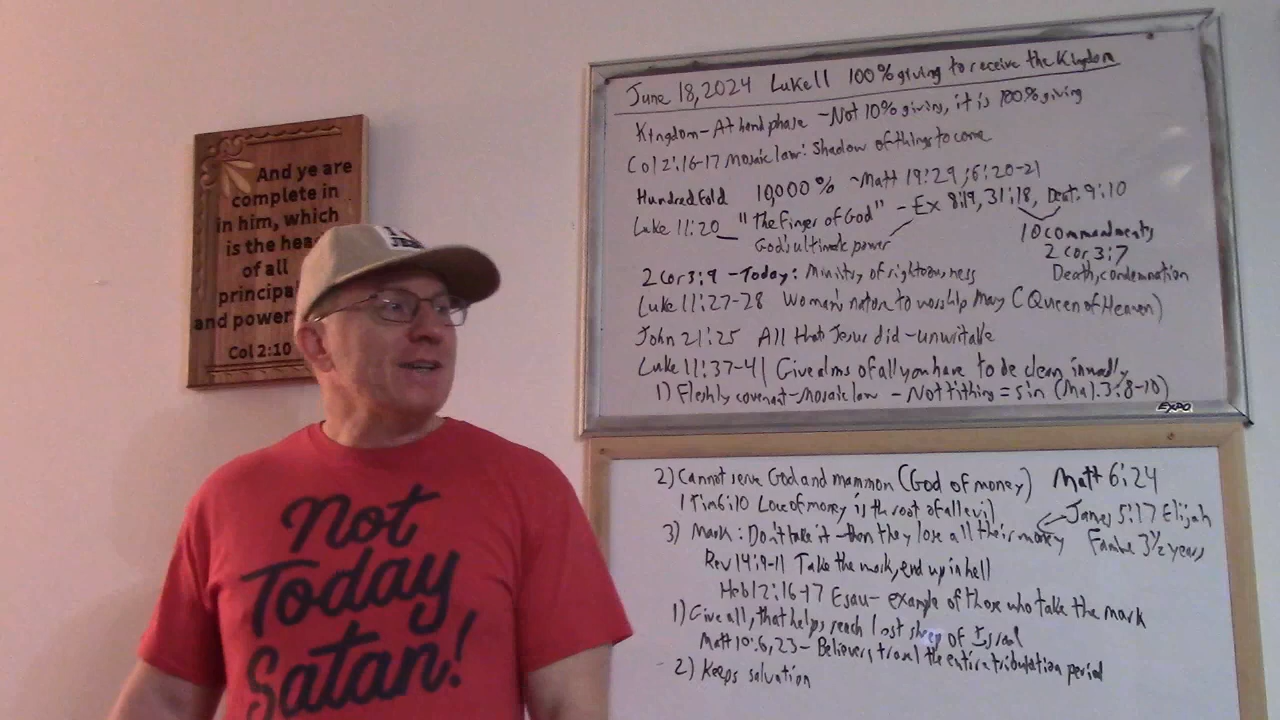 And ye are
complete in
in him, which
is the hea
of all
principa
and power
Col 2:10
JESUS
Not
Today
Satan!
June 18, 2024 Luke 11 100% giving to receive the Kingdom
Kingdom - At hand phase - Not 10% giving, it is 100% giving
Col 2:16-17 Mosaic law: Shadow of things to come
Hundredfold 10,000% ~ Matt 19:29; 6:20-21
Luke 11:20 "the Finger of God" - Ex 8:19, 31:18, Deut. 9:10
God's ultimate power
10 commandments
2 Cor 3:7
Death, condemnation
2 Cor 3:9 - Today: Ministry of righteousness
Luke 11:27-28 Woman's nature to worship Mary (Queen of Heaven)
John 21:25 All that Jesus did - unwritable
Luke 11:37-41 Give alms of all you have to be clean inwardly
1) Fleshly covenant - Mosaic law - Not tithing = sin (Mal. 3:8-10)
EXPO
2) Cannot serve God and mammon (God of money) Matt 6:24
1 Tim 6:10 Love of money is th root of all evil
James 5:17 Elijah
3) Mark: Don't take it - then they lose all their money
Famine 3 1/2 years
Rev 14:9-11 Take the mark, end up in hell
Heb 12:16-17 Esau - example of those who take the mark
1) Give all, that helps reach lost sheep of Israel
Matt 10:6, 23 - Believers travel the entire tribulation period
2) Keeps salvation